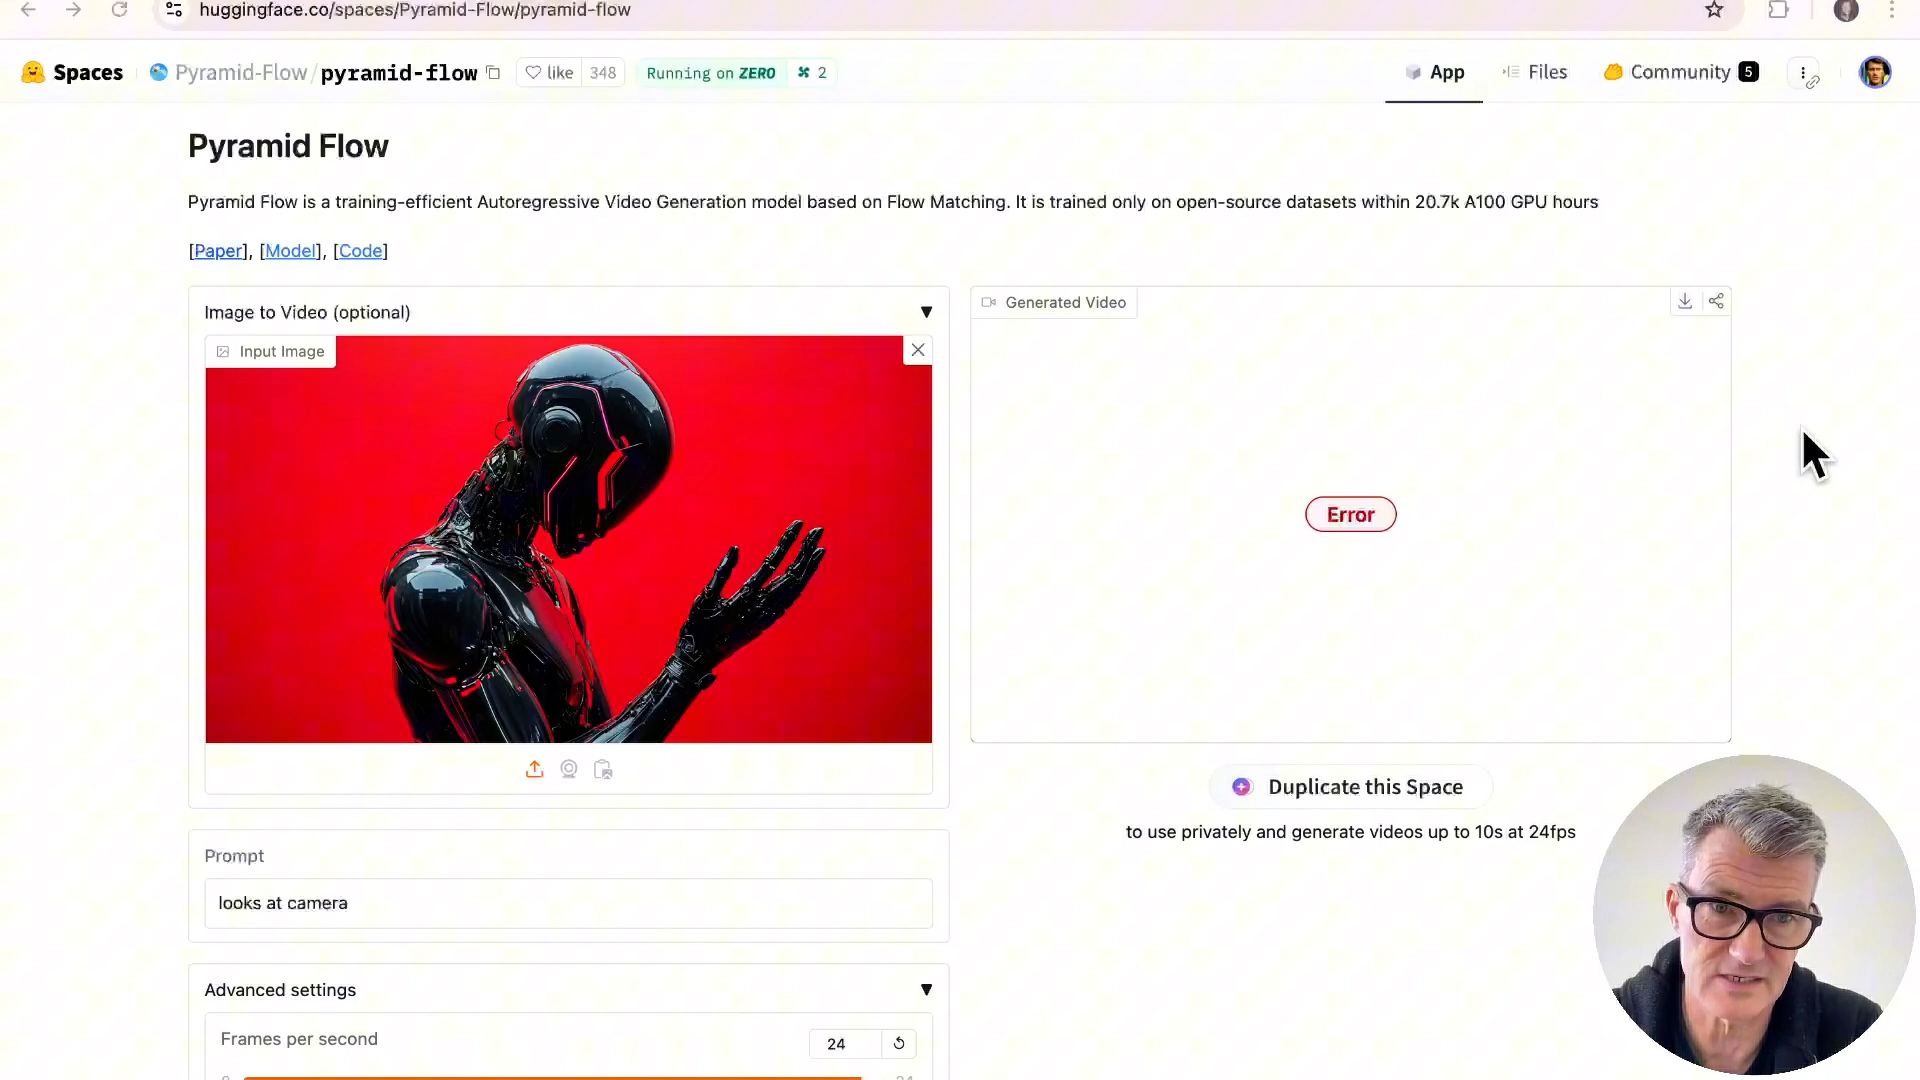 huggingface.co/spaces/Pyramid-Flow/pyramid-flow
Spaces
Pyramid-Flow/pyramid-flow
like 348
Running on ZERO 2
App
Files
Community 5
Pyramid Flow
Pyramid Flow is a training-efficient Autoregressive Video Generation model based on Flow Matching. It is trained only on open-source datasets within 20.7k A100 GPU hours
[Paper], [Model], [Code]
Image to Video (optional)
Input Image
Generated Video
Error
Duplicate this Space
to use privately and generate videos up to 10s at 24fps
Prompt
looks at camera
Advanced settings
Frames per second
24